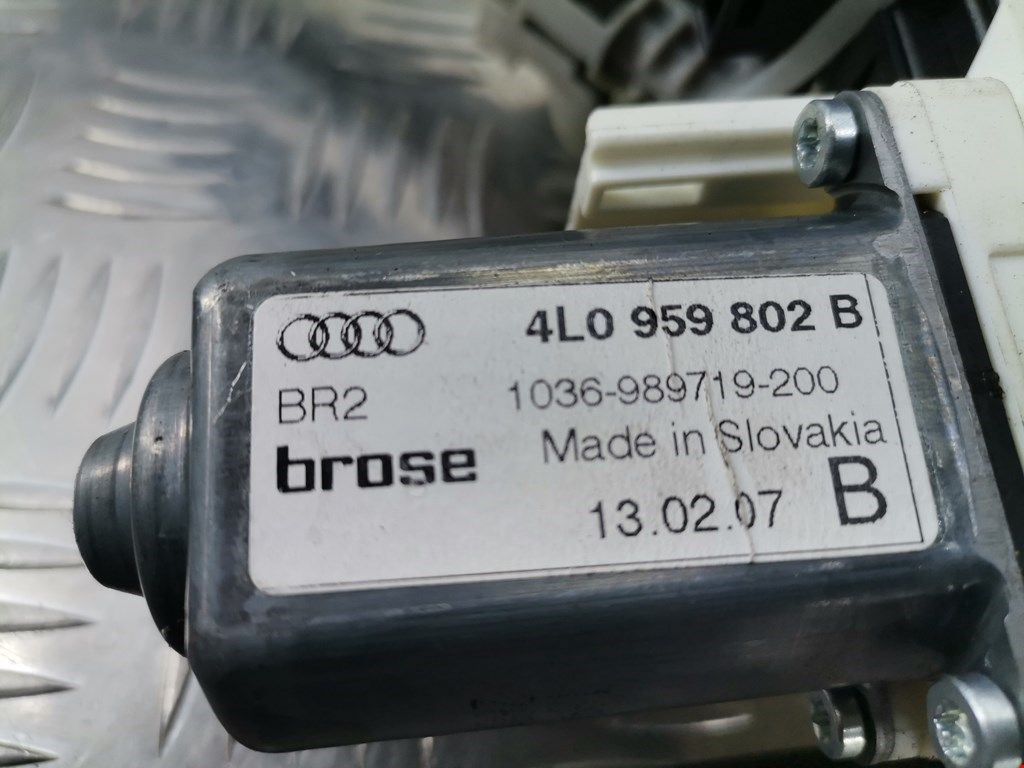 4L0 959 802 B
BR2
1036-989719-200
brose
Made in Slovakia
13.02.07
B